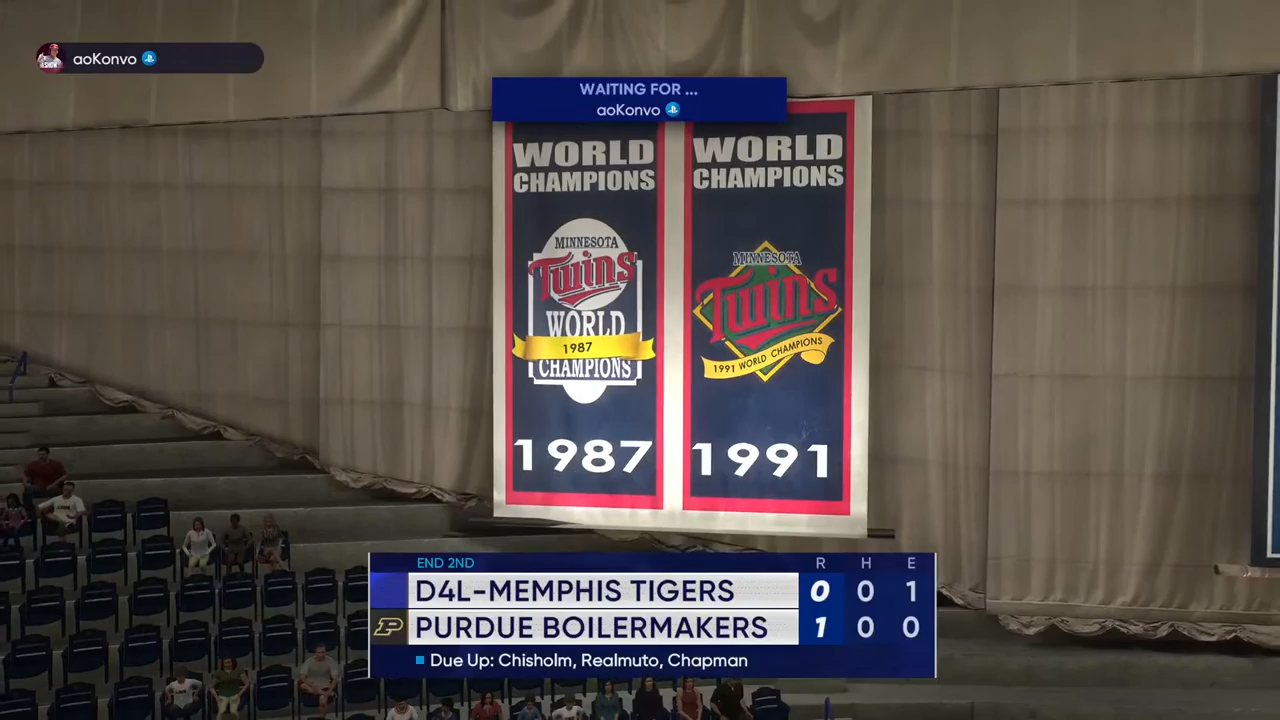 aoKonvo
WAITING FOR ...
aoKonvo
WORLD
CHAMPIONS
MINNESOTA
Twins
WORLD
1987
CHAMPIONS
1987
WORLD
CHAMPIONS
MINNESOTA
Twins
1991 WORLD CHAMPIONS
1991
END 2ND R H E
D4L-MEMPHIS TIGERS 0 0 1
P PURDUE BOILERMAKERS 1 0 0
Due Up: Chisholm, Realmuto, Chapman